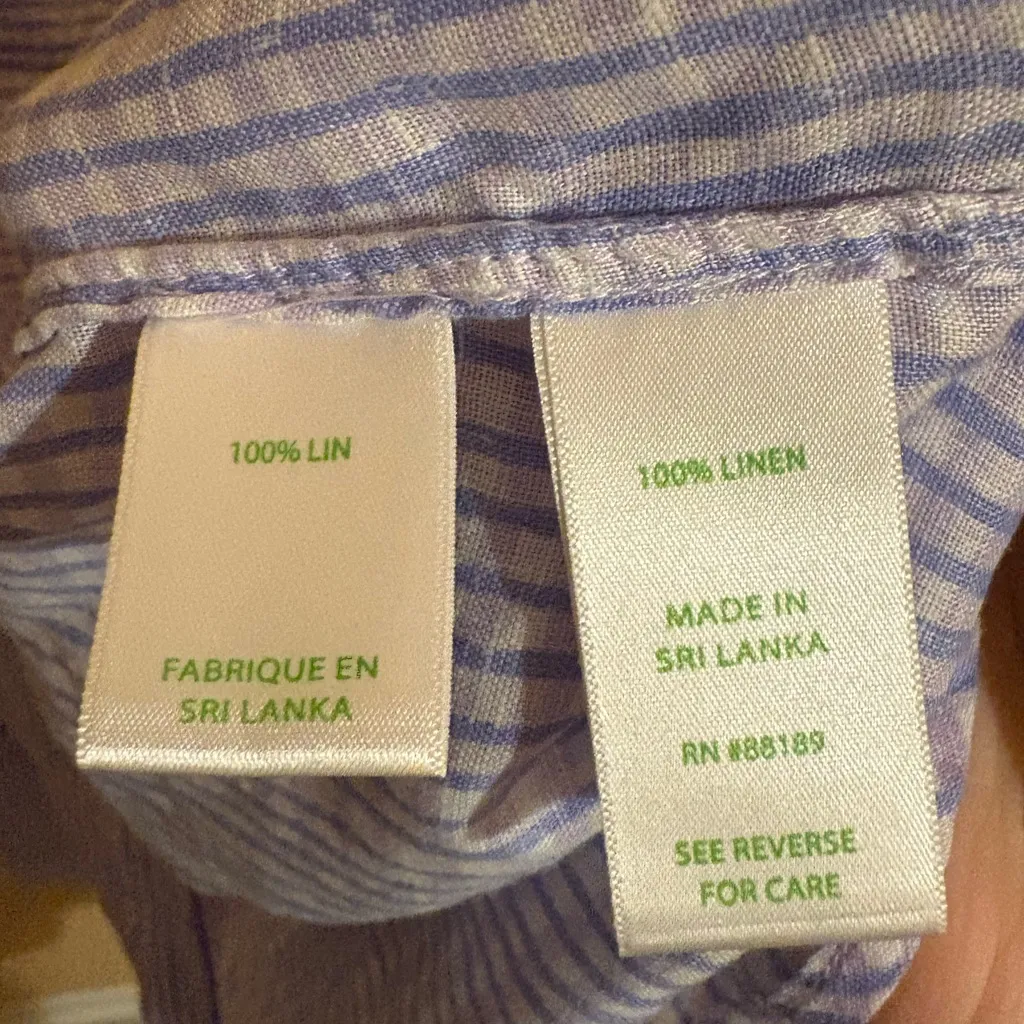 100% LIN
FABRIQUE EN
SRI LANKA
100% LINEN
MADE IN
SRI LANKA
RN #88189
SEE REVERSE
FOR CARE